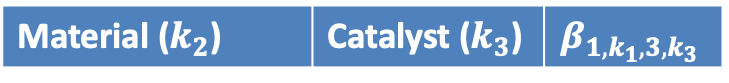 Material (k₂) Catalyst (k₃) β₁,ₖ₁,₃,ₖ₃